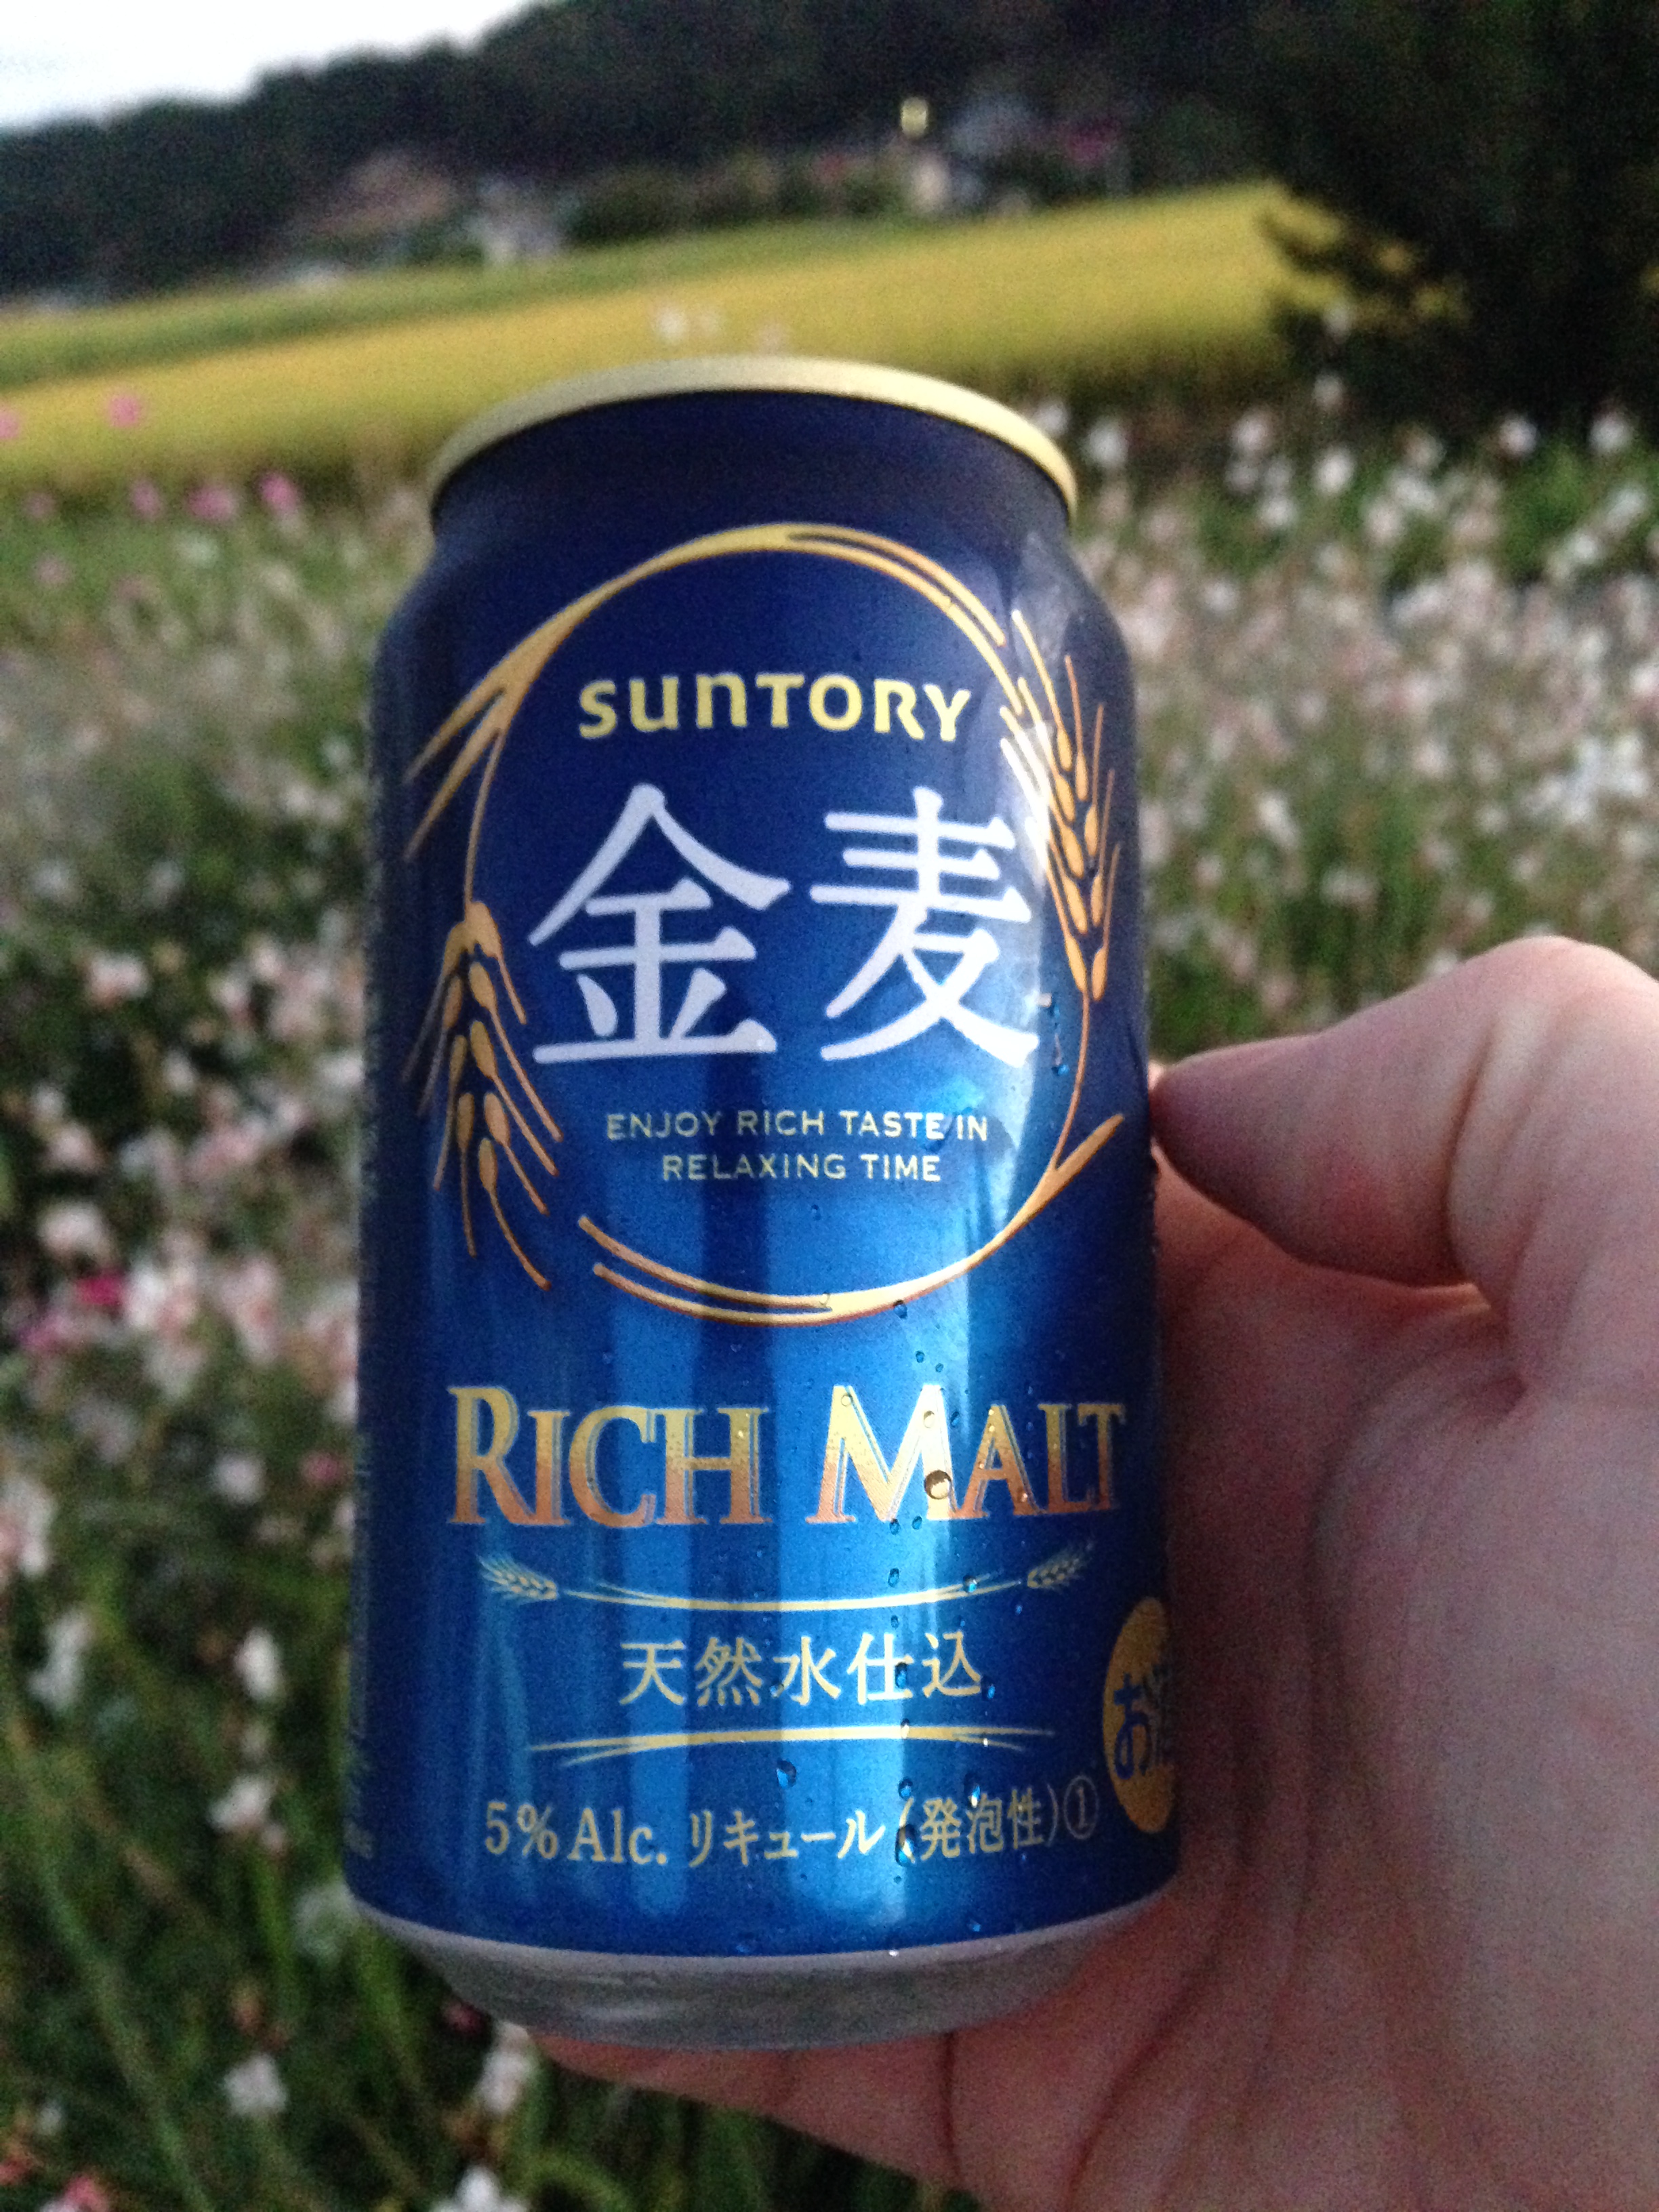 SUNTORY
金麦
ENJOY RICH TASTE IN
RELAXING TIME
RICH MALT
天然水仕込
5% Alc. リキュール(発泡性)①